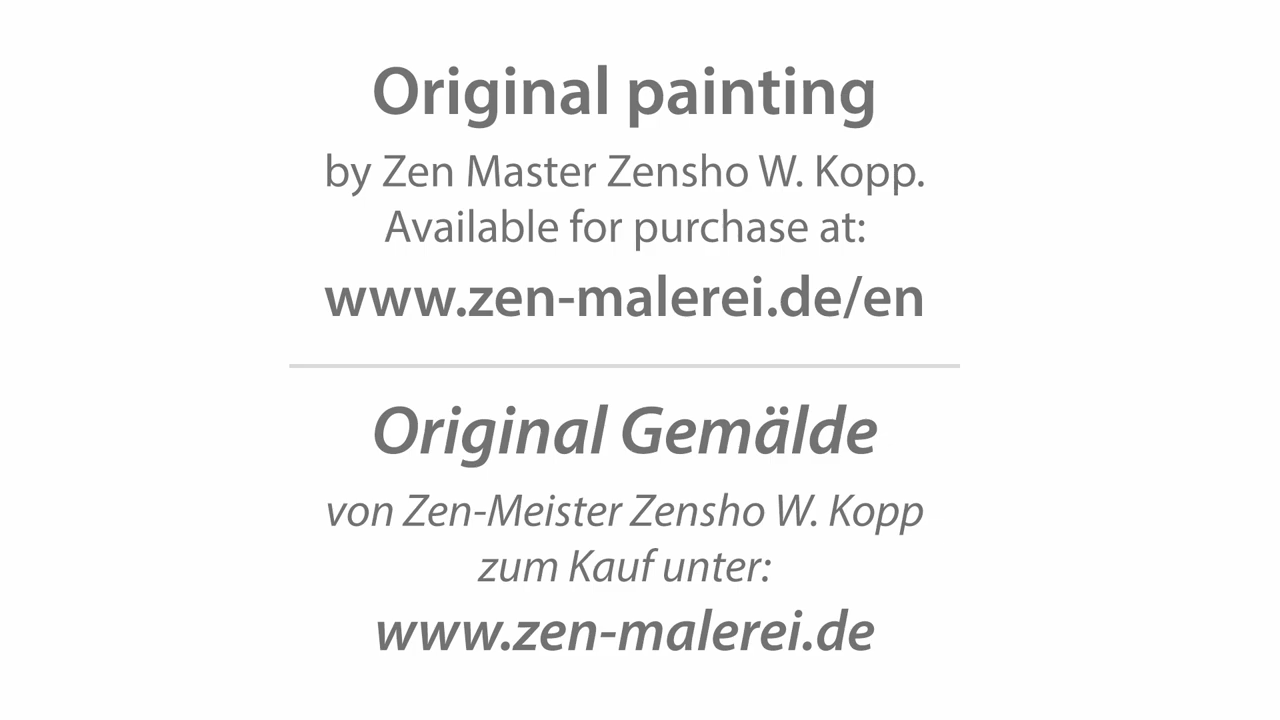 Original painting
by Zen Master Zensho W. Kopp.
Available for purchase at:
www.zen-malerei.de/en
Original Gemälde
von Zen-Meister Zensho W. Kopp
zum Kauf unter:
www.zen-malerei.de